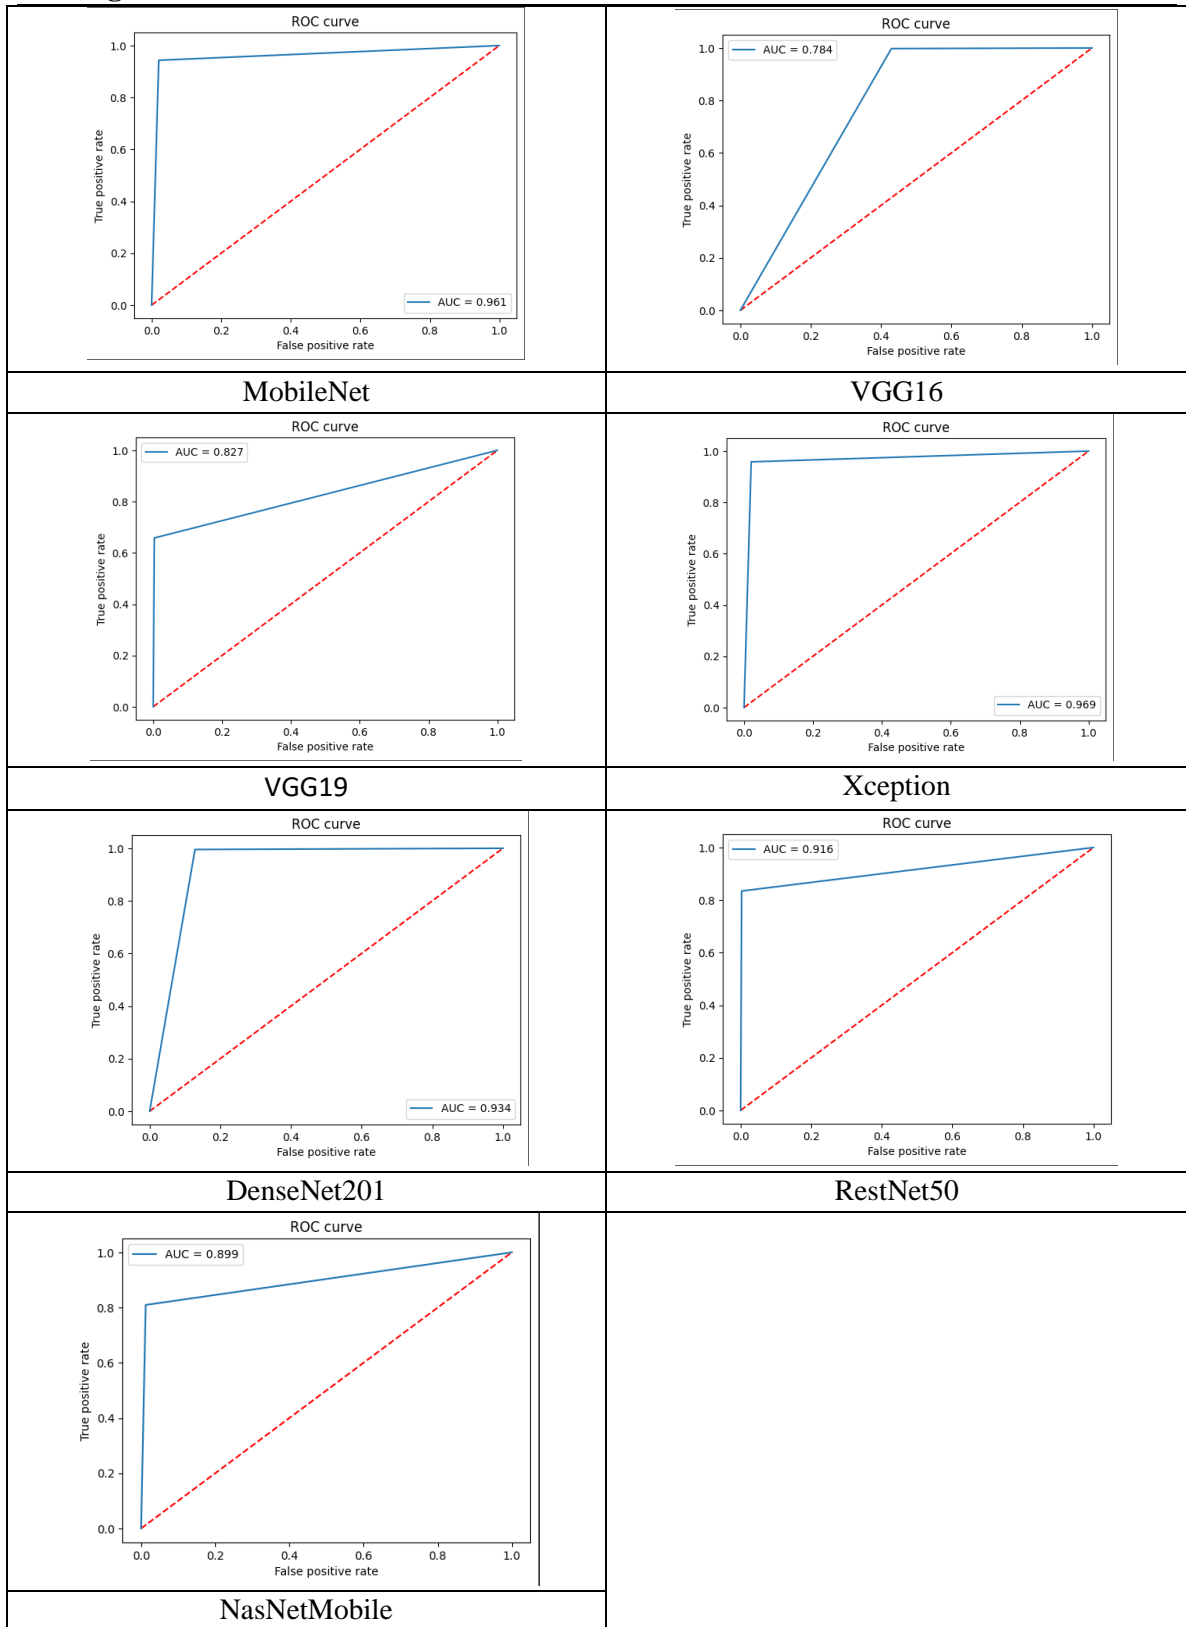 ROC curve
1.0
0.8
0.6
0.4
0.2
0.0
True positive rate
AUC = 0.961
0.0 0.2 0.4 0.6 0.8 1.0
False positive rate
MobileNet
ROC curve
AUC = 0.784
1.0
0.8
0.6
0.4
0.2
0.0
True positive rate
0.0 0.2 0.4 0.6 0.8 1.0
False positive rate
VGG16
ROC curve
AUC = 0.827
1.0
0.8
0.6
0.4
0.2
0.0
True positive rate
0.0 0.2 0.4 0.6 0.8 1.0
False positive rate
VGG19
ROC curve
1.0
0.8
0.6
0.4
0.2
0.0
True positive rate
AUC = 0.969
0.0 0.2 0.4 0.6 0.8 1.0
False positive rate
Xception
ROC curve
1.0
0.8
0.6
0.4
0.2
0.0
True positive rate
AUC = 0.934
0.0 0.2 0.4 0.6 0.8 1.0
False positive rate
DenseNet201
ROC curve
AUC = 0.916
1.0
0.8
0.6
0.4
0.2
0.0
True positive rate
0.0 0.2 0.4 0.6 0.8 1.0
False positive rate
RestNet50
ROC curve
AUC = 0.899
1.0
0.8
0.6
0.4
0.2
0.0
True positive rate
0.0 0.2 0.4 0.6 0.8 1.0
False positive rate
NasNetMobile